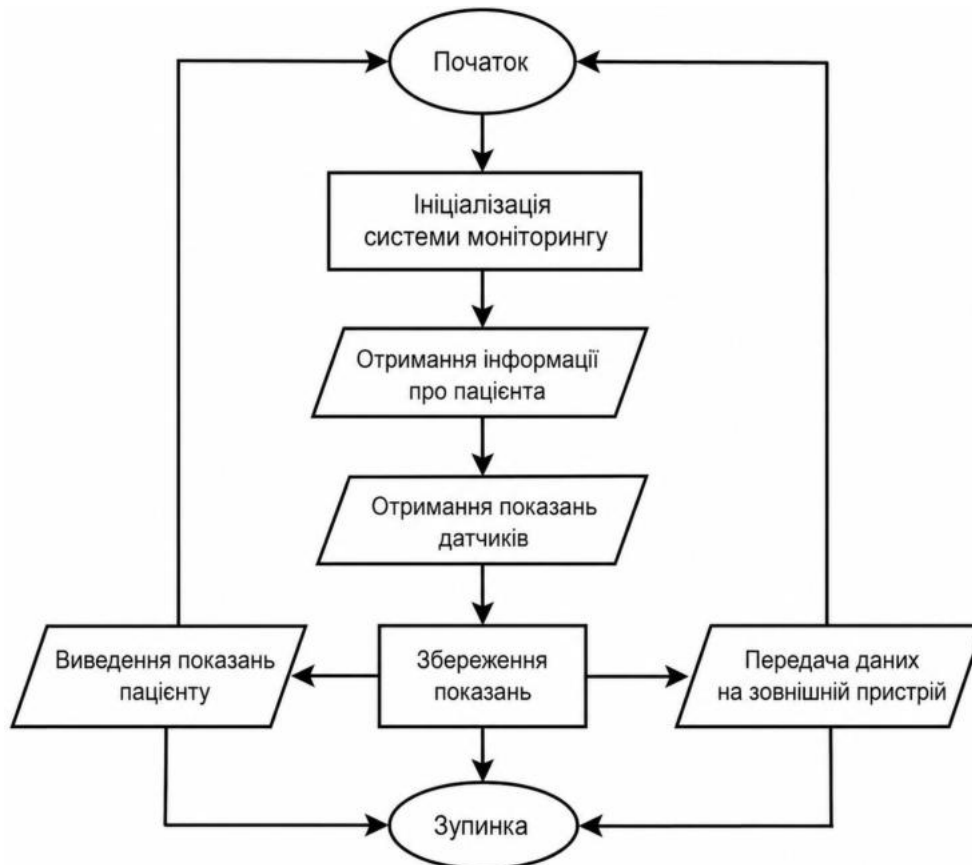 Початок
Ініціалізація
системи моніторингу
Отримання інформації
про пацієнта
Отримання показань
датчиків
Виведення показань
пацієнту
Збереження
показань
Передача даних
на зовнішній пристрій
Зупинка